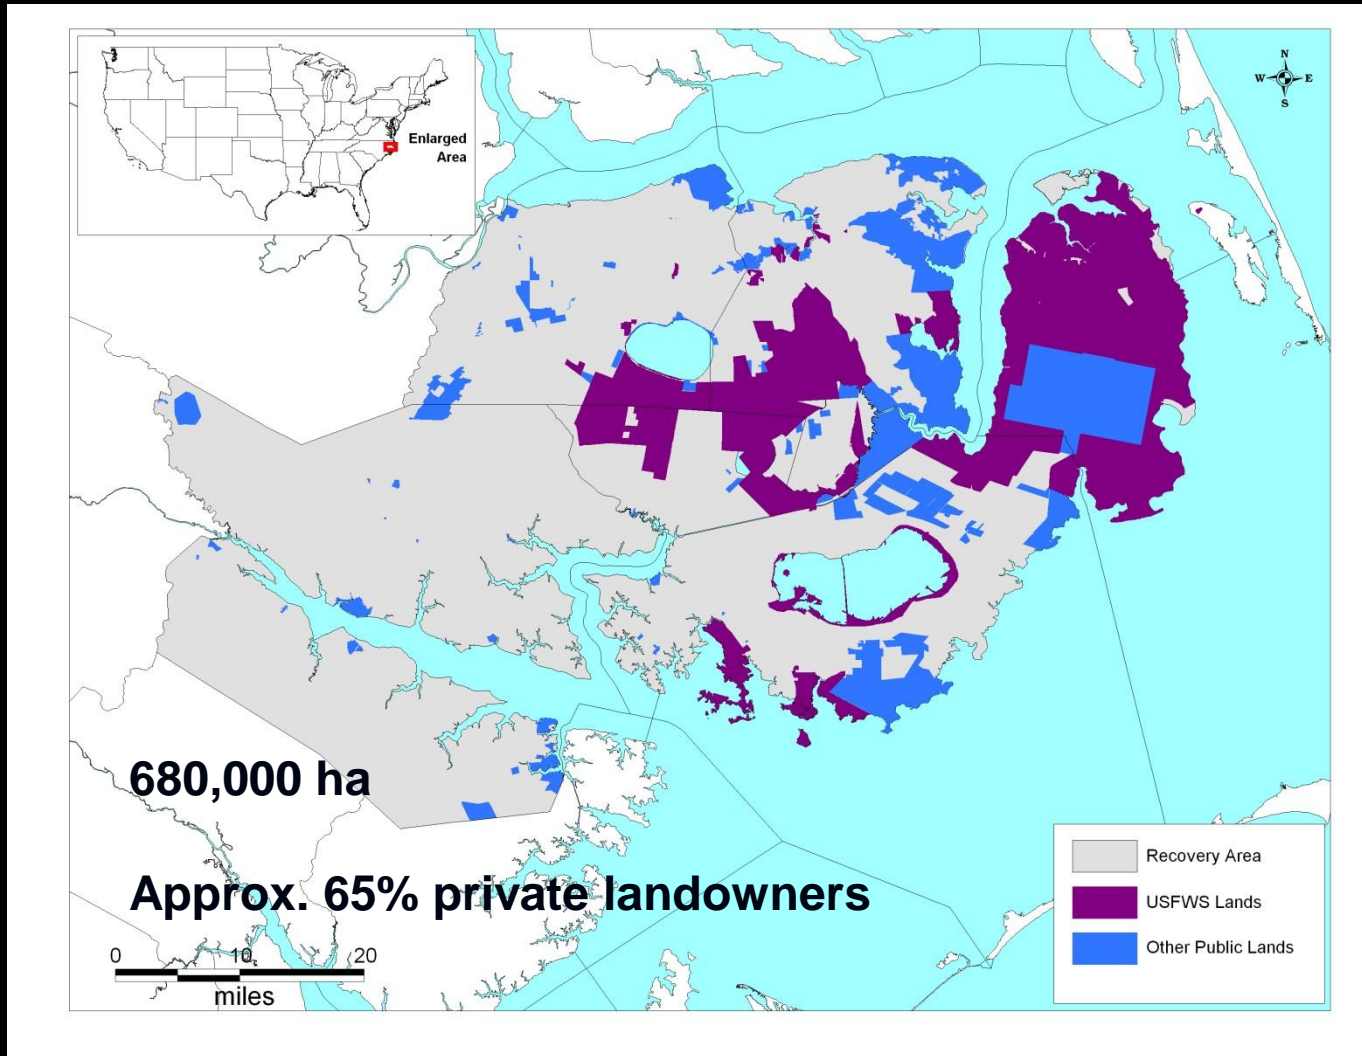 N
W E
S
Enlarged
Area
680,000 ha
Approx. 65% private landowners
0 10 20
miles
Recovery Area
USFWS Lands
Other Public Lands